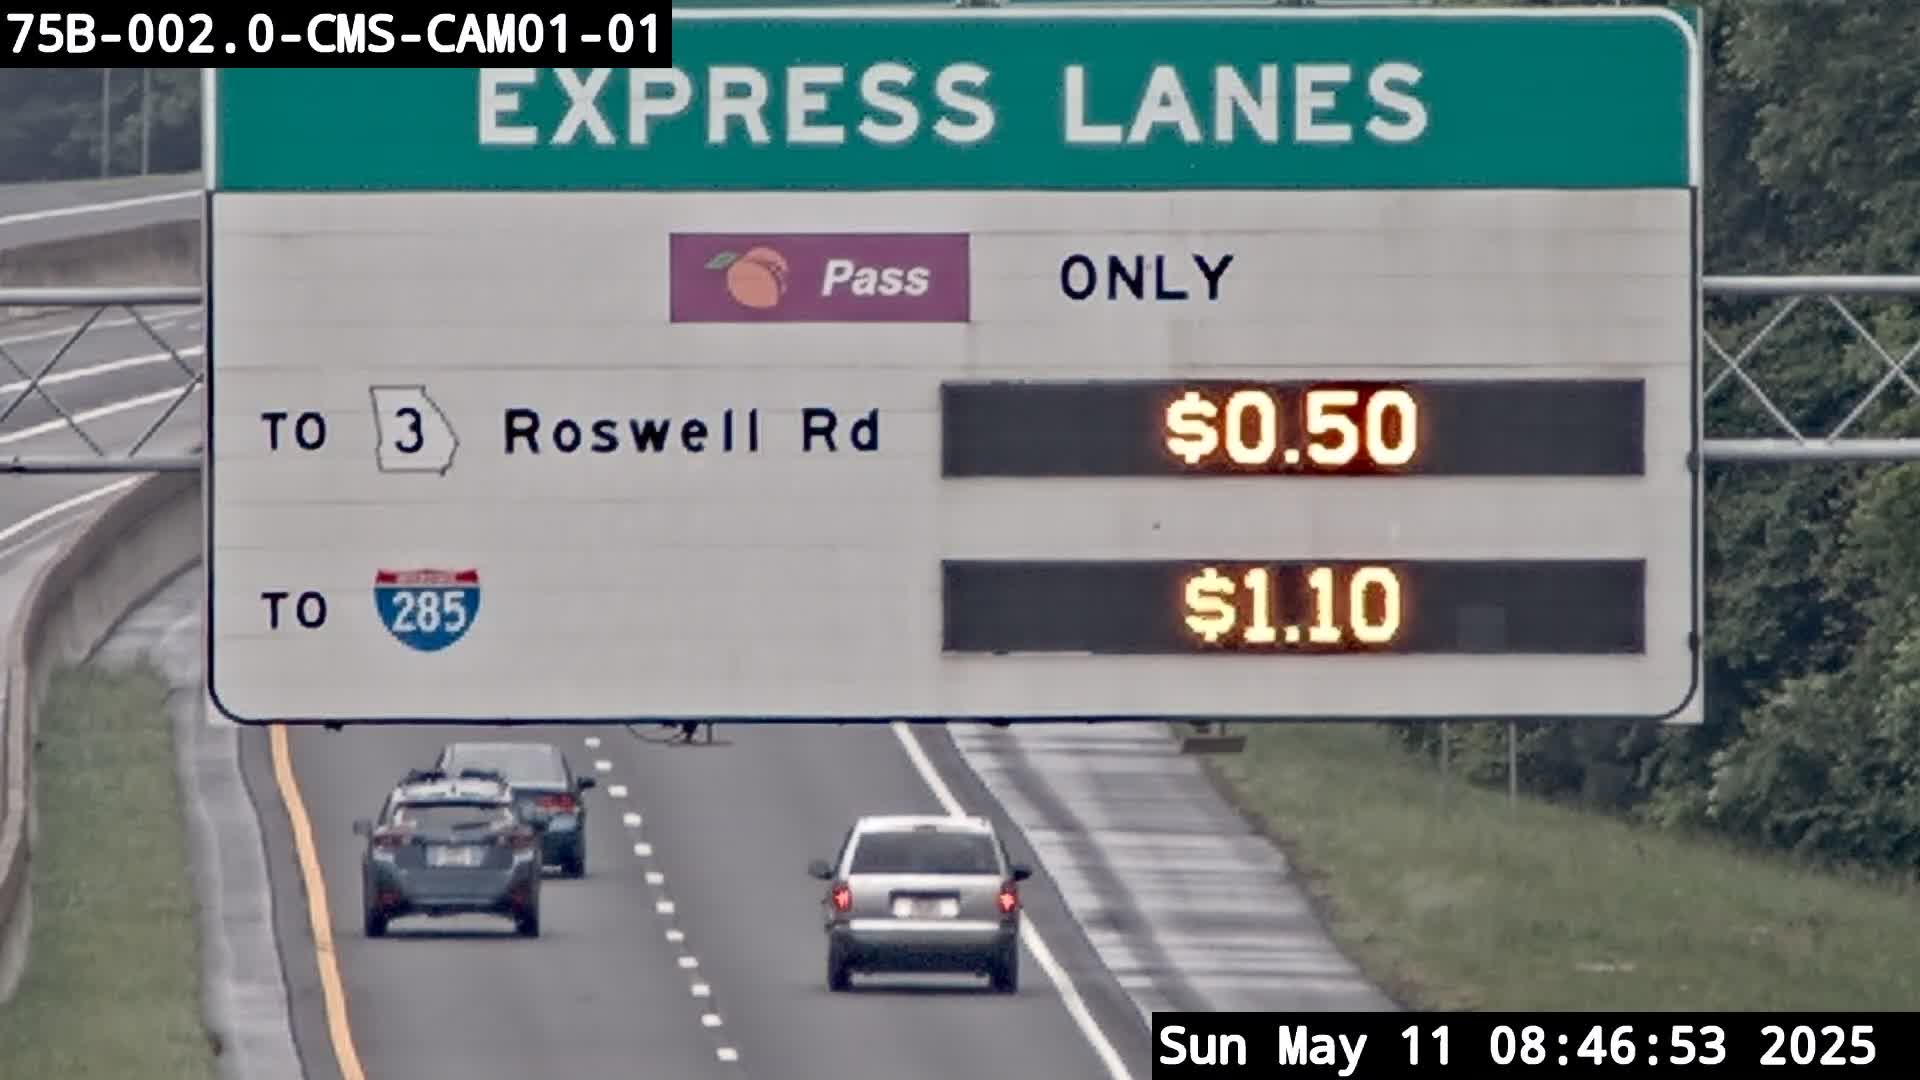 75B-002.0-CMS-CAM01-01
EXPRESS LANES
Pass ONLY
TO 3 Roswell Rd $0.50
TO 285 $1.10
Sun May 11 08:46:53 2025